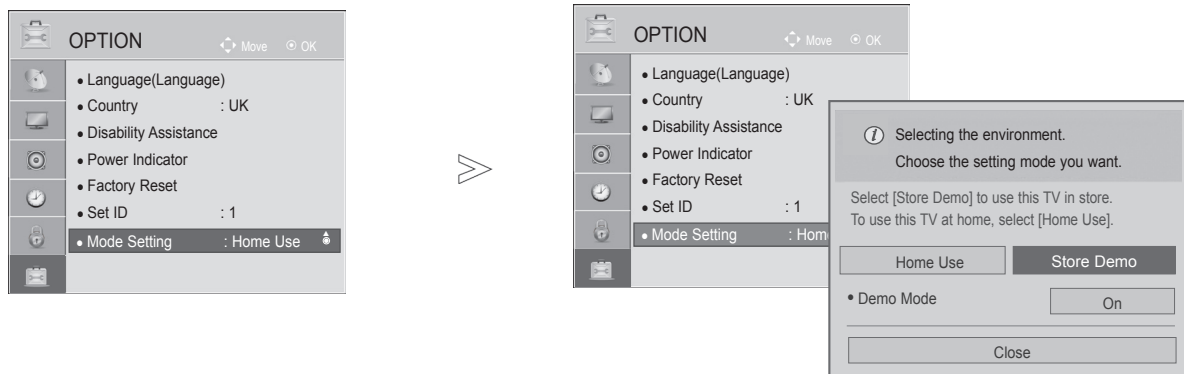 OPTION
Move OK
• Language(Language)
• Country : UK
• Disability Assistance
• Power Indicator
• Factory Reset
• Set ID : 1
• Mode Setting : Home Use
OPTION
Move OK
• Language(Language)
• Country : UK
• Disability Assistance
• Power Indicator
• Factory Reset
• Set ID : 1
• Mode Setting : Hom
i Selecting the environment.
Choose the setting mode you want.
Select [Store Demo] to use this TV in store.
To use this TV at home, select [Home Use].
Home Use Store Demo
• Demo Mode On
Close